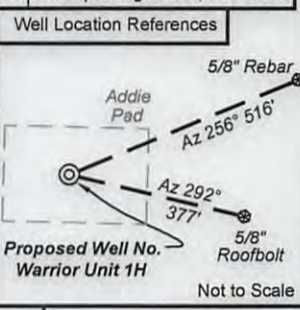 Well Location References
5/8" Rebar
Addie
Pad
Az 256° 516'
Az 292°
377'
Proposed Well No.
Warrior Unit 1H
5/8"
Roofbolt
Not to Scale